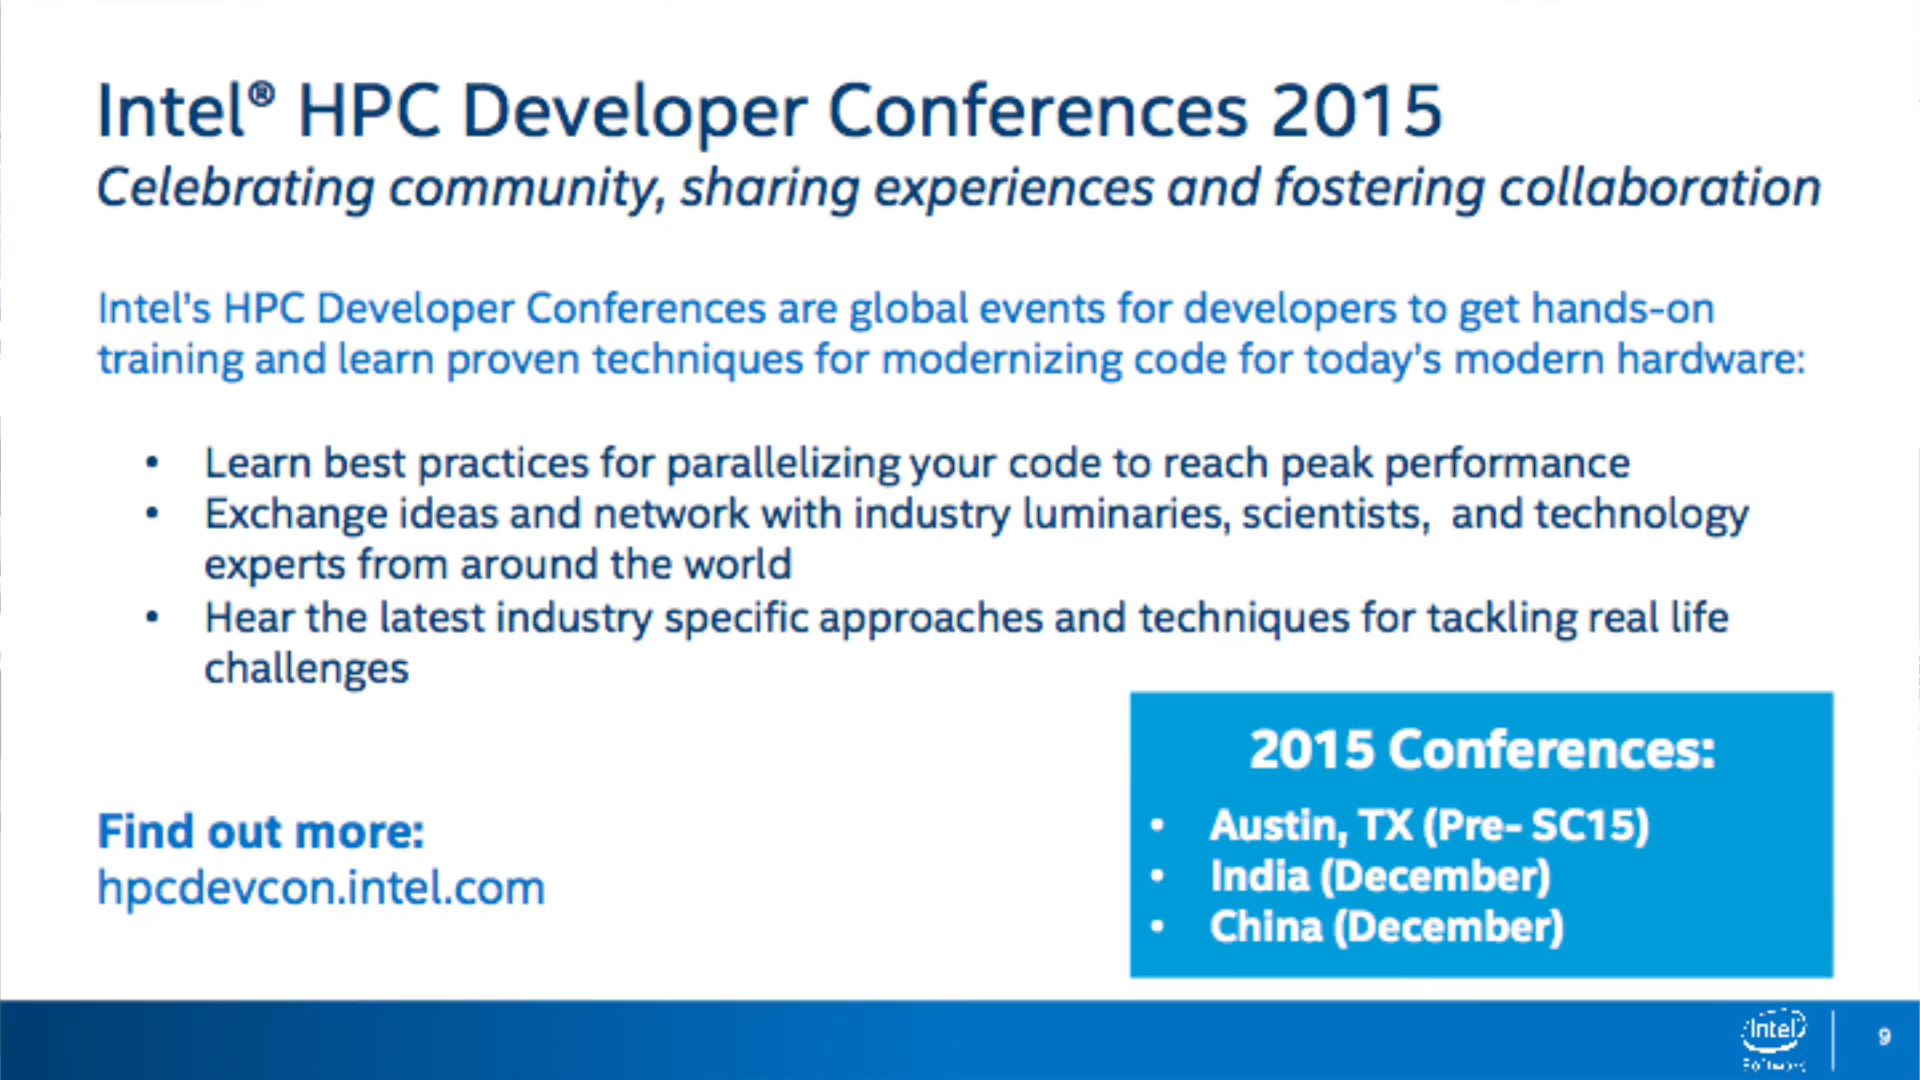 Intel® HPC Developer Conferences 2015
Celebrating community, sharing experiences and fostering collaboration
Intel's HPC Developer Conferences are global events for developers to get hands-on
training and learn proven techniques for modernizing code for today's modern hardware:
• Learn best practices for parallelizing your code to reach peak performance
• Exchange ideas and network with industry luminaries, scientists, and technology
experts from around the world
• Hear the latest industry specific approaches and techniques for tackling real life
challenges
2015 Conferences:
• Austin, TX (Pre- SC15)
• India (December)
• China (December)
Find out more:
hpcdevcon.intel.com
intel
Software
9